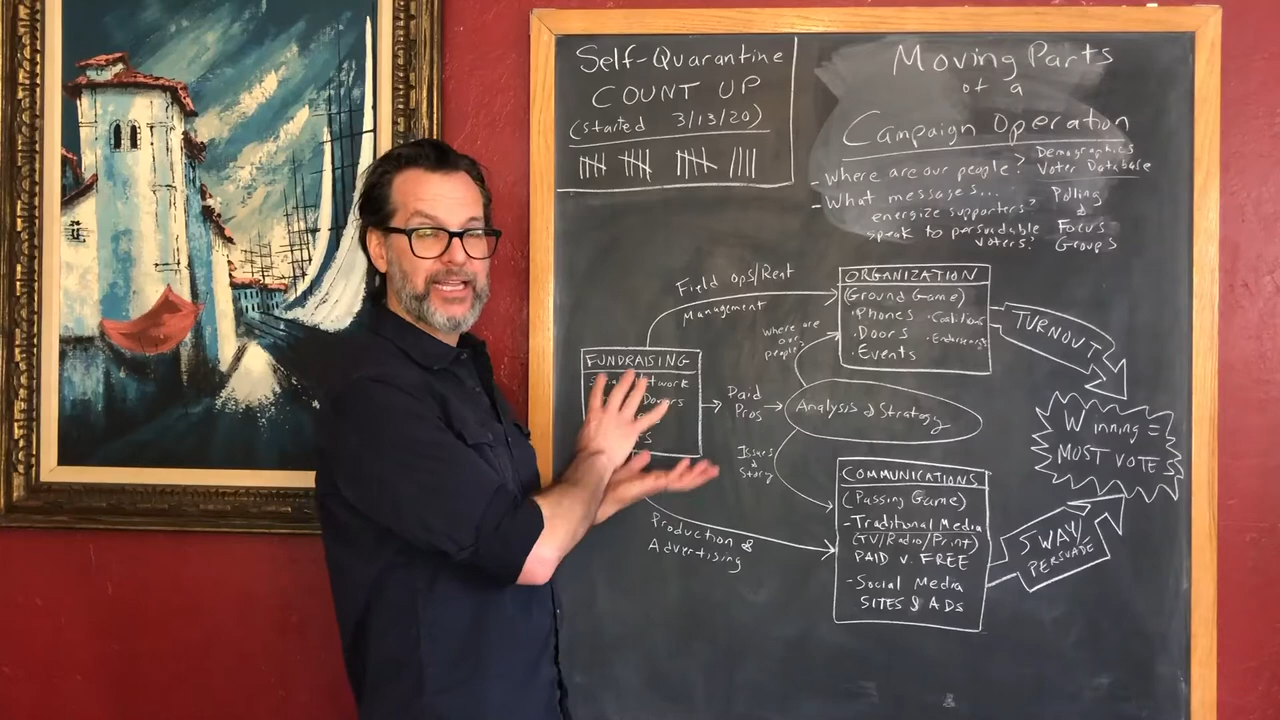 Self-Quarantine
COUNT UP
(started 3/13/20)
Moving Parts
of a
Campaign Operation
- Where are our people? Demographics
Voter Database
- What messages...
energize supporters?
speak to persuadable
voters?
Polling
&
Focus
Groups
Field ops/Rent
Management
ORGANIZATION
(Ground Game)
• Phones
• Doors
• Events
• Coalitions
TURNOUT
where are
our
people?
FUNDRAISING
Donors
Paid
Pros
Analysis & Strategy
Winning =
MOST VOTES
Issues
&
Story
COMMUNICATIONS
(Passing Game)
- Traditional Media
(TV/Radio/Print)
PAID v. FREE
- Social Media
SITES & ADS
Production &
Advertising
SWAY/
PERSUADE